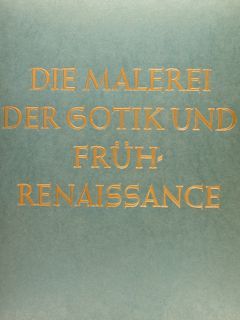 DIE MALEREI
DER GOTIK UND
FRÜH-
RENAISSANCE